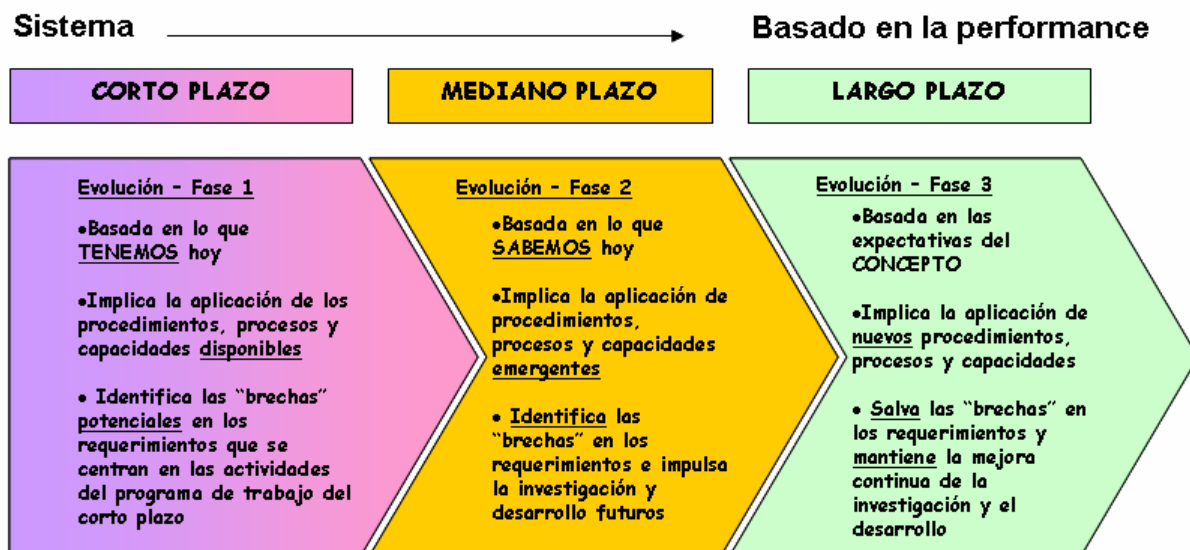 Sistema
Basado en la performance
CORTO PLAZO
MEDIANO PLAZO
LARGO PLAZO
Evolución - Fase 1
•Basada en lo que
TENEMOS hoy
•Implica la aplicación de los
procedimientos, procesos y
capacidades disponibles
• Identifica las “brechas”
potenciales en los
requerimientos que se
centran en las actividades
del programa de trabajo del
corto plazo
Evolución - Fase 2
•Basada en lo que
SABEMOS hoy
•Implica la aplicación de
procedimientos,
procesos y capacidades
emergentes
• Identifica las
“brechas” en los
requerimientos e impulsa
la investigación y
desarrollo futuros
Evolución - Fase 3
•Basada en las
expectativas del
CONCEPTO
•Implica la aplicación de
nuevos procedimientos,
procesos y capacidades
• Salva las “brechas” en
los requerimientos y
mantiene la mejora
continua de la
investigación y el
desarrollo